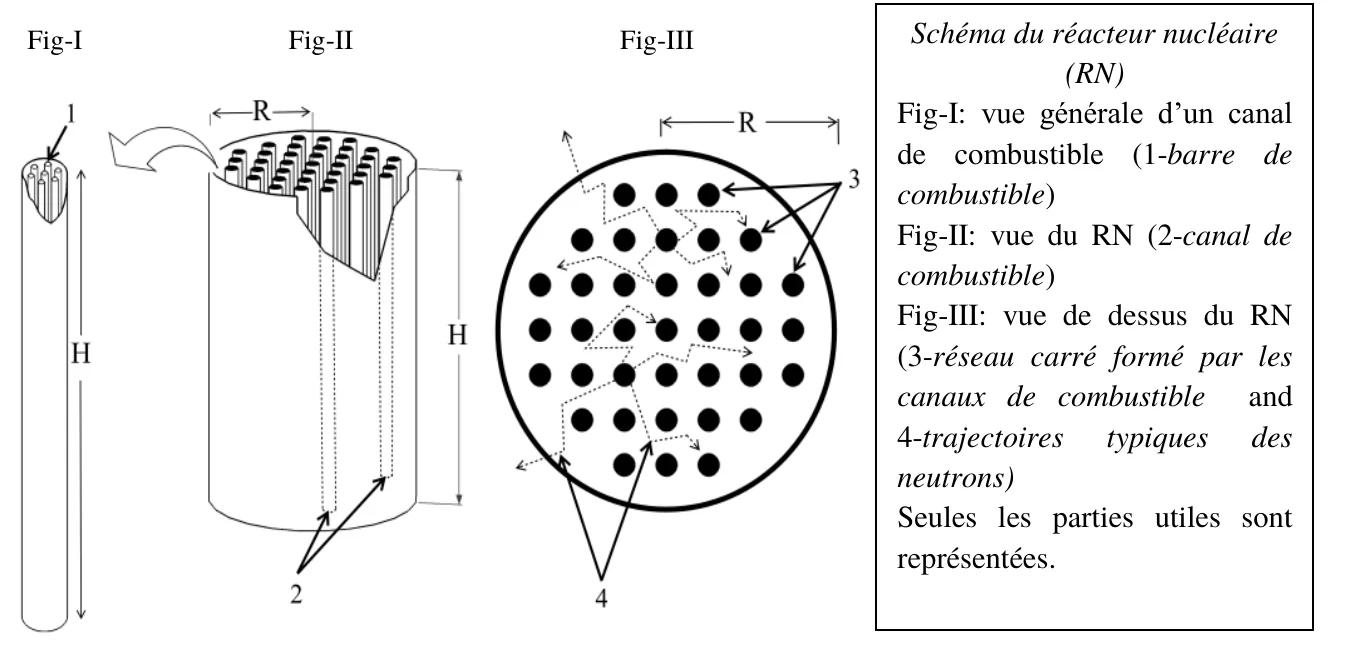 Fig-I
Fig-II
Fig-III
1
R
H
2
H
R
3
4
Schéma du réacteur nucléaire
(RN)
Fig-I: vue générale d’un canal
de combustible (1-barre de
combustible)
Fig-II: vue du RN (2-canal de
combustible)
Fig-III: vue de dessus du RN
(3-réseau carré formé par les
canaux de combustible and
4-trajectoires typiques des
neutrons)
Seules les parties utiles sont
représentées.